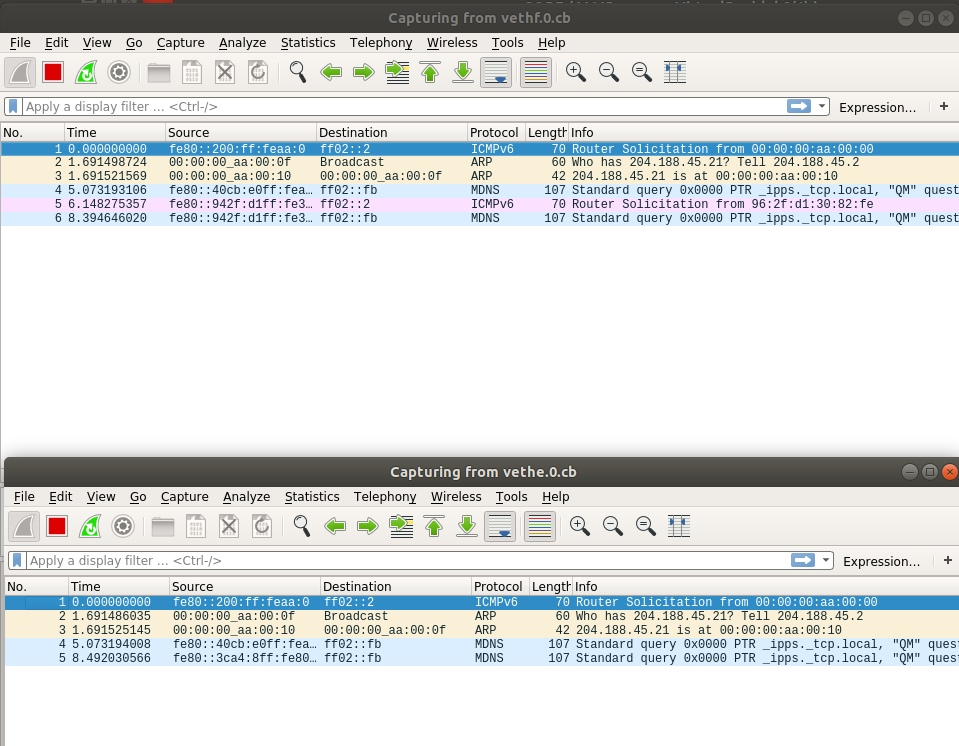 Capturing from vethf.0.cb
File Edit View Go Capture Analyze Statistics Telephony Wireless Tools Help
Apply a display filter ... <Ctrl-/> Expression... +
No. Time Source Destination Protocol Length Info
1 0.000000000 fe80::200:ff:feaa:0 ff02::2 ICMPv6 70 Router Solicitation from 00:00:00:aa:00:00
2 1.691498724 00:00:00_aa:00:0f Broadcast ARP 60 Who has 204.188.45.21? Tell 204.188.45.2
3 1.691521569 00:00:00_aa:00:10 00:00:00_aa:00:0f ARP 42 204.188.45.21 is at 00:00:00:aa:00:10
4 5.073193106 fe80::40cb:e0ff:fea… ff02::fb MDNS 107 Standard query 0x0000 PTR _ipps._tcp.local, "QM" quest
5 6.148275357 fe80::942f:d1ff:fe3… ff02::2 ICMPv6 70 Router Solicitation from 96:2f:d1:30:82:fe
6 8.394646020 fe80::942f:d1ff:fe3… ff02::fb MDNS 107 Standard query 0x0000 PTR _ipps._tcp.local, "QM" quest
Capturing from vethe.0.cb
File Edit View Go Capture Analyze Statistics Telephony Wireless Tools Help
Apply a display filter ... <Ctrl-/> Expression... +
No. Time Source Destination Protocol Length Info
1 0.000000000 fe80::200:ff:feaa:0 ff02::2 ICMPv6 70 Router Solicitation from 00:00:00:aa:00:00
2 1.691486035 00:00:00_aa:00:0f Broadcast ARP 60 Who has 204.188.45.21? Tell 204.188.45.2
3 1.691525145 00:00:00_aa:00:10 00:00:00_aa:00:0f ARP 42 204.188.45.21 is at 00:00:00:aa:00:10
4 5.073194008 fe80::40cb:e0ff:fea… ff02::fb MDNS 107 Standard query 0x0000 PTR _ipps._tcp.local, "QM" ques
5 8.492030566 fe80::3ca4:8ff:fe80… ff02::fb MDNS 107 Standard query 0x0000 PTR _ipps._tcp.local, "QM" ques